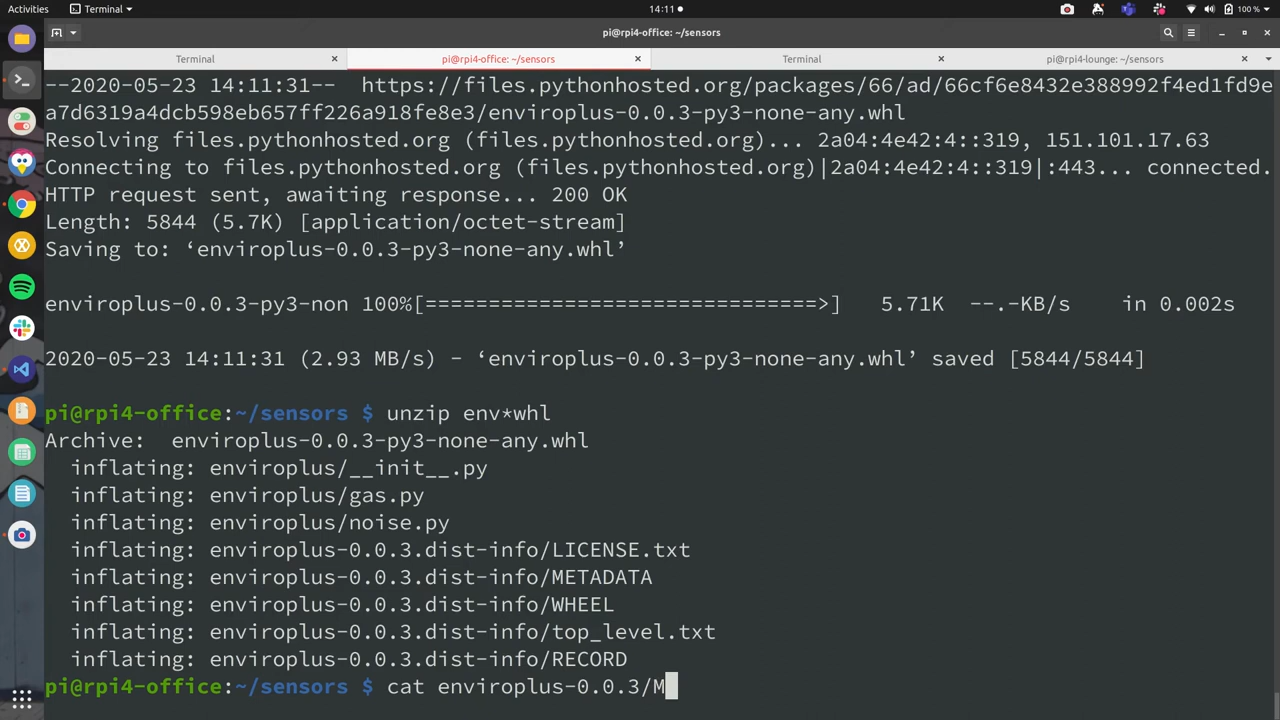 Activities Terminal 14:11 100 %
pi@rpi4-office: ~/sensors
Terminal pi@rpi4-office: ~/sensors Terminal pi@rpi4-lounge: ~/sensors
--2020-05-23 14:11:31--  https://files.pythonhosted.org/packages/66/ad/66cf6e8432e388992f4ed1fd9e
a7d6319a4dcb598eb657ff226a918fe8e3/enviroplus-0.0.3-py3-none-any.whl
Resolving files.pythonhosted.org (files.pythonhosted.org)... 2a04:4e42:4::319, 151.101.17.63
Connecting to files.pythonhosted.org (files.pythonhosted.org)|2a04:4e42:4::319|:443... connected.
HTTP request sent, awaiting response... 200 OK
Length: 5844 (5.7K) [application/octet-stream]
Saving to: ‘enviroplus-0.0.3-py3-none-any.whl’
enviroplus-0.0.3-py3-non 100%[===============================>]   5.71K  --.-KB/s    in 0.002s
2020-05-23 14:11:31 (2.93 MB/s) - ‘enviroplus-0.0.3-py3-none-any.whl’ saved [5844/5844]
pi@rpi4-office:~/sensors $ unzip env*whl
Archive:  enviroplus-0.0.3-py3-none-any.whl
inflating: enviroplus/__init__.py
inflating: enviroplus/gas.py
inflating: enviroplus/noise.py
inflating: enviroplus-0.0.3.dist-info/LICENSE.txt
inflating: enviroplus-0.0.3.dist-info/METADATA
inflating: enviroplus-0.0.3.dist-info/WHEEL
inflating: enviroplus-0.0.3.dist-info/top_level.txt
inflating: enviroplus-0.0.3.dist-info/RECORD
pi@rpi4-office:~/sensors $ cat enviroplus-0.0.3/M